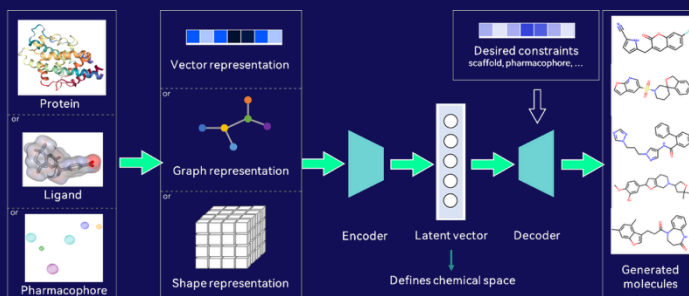 Protein
or
Ligand
or
Pharmacophore
Vector representation
or
Graph representation
or
Shape representation
Encoder
Latent vector
Defines chemical space
Desired constraints
scaffold, pharmacophore, ...
Decoder
Generated
molecules